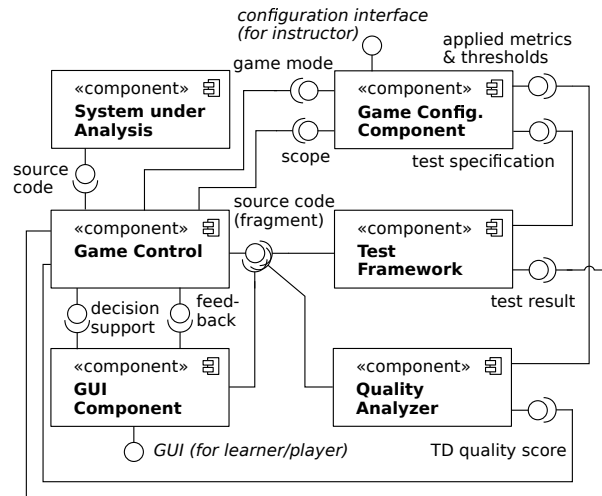 configuration interface
(for instructor)
applied metrics
& thresholds
game mode
«component»
System under
Analysis
«component»
Game Config.
Component
scope
test specification
source
code
source code
(fragment)
«component»
Game Control
«component»
Test
Framework
decision
support
feed-
back
test result
«component»
GUI
Component
«component»
Quality
Analyzer
GUI (for learner/player)
TD quality score